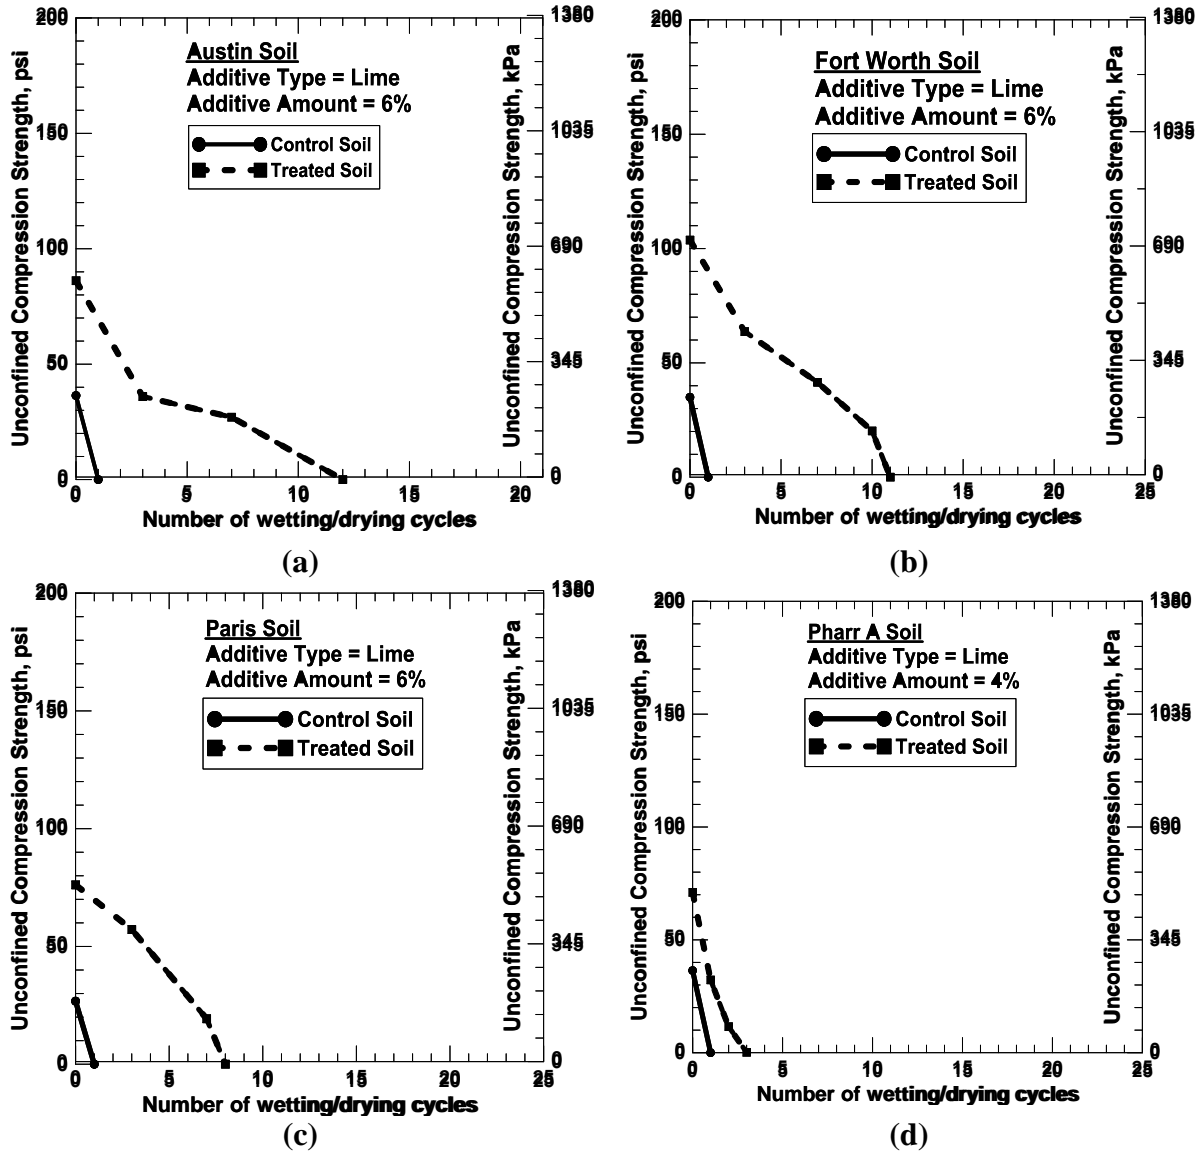 Unconfined Compression Strength, psi
200
150
100
50
0
Austin Soil
Additive Type = Lime
Additive Amount = 6%
Control Soil
Treated Soil
Unconfined Compression Strength, kPa
1380
1035
690
345
0
0 5 10 15 20
Number of wetting/drying cycles
(a)
Unconfined Compression Strength, psi
200
150
100
50
0
Fort Worth Soil
Additive Type = Lime
Additive Amount = 6%
Control Soil
Treated Soil
Unconfined Compression Strength, kPa
1380
1035
690
345
0
0 5 10 15 20 25
Number of wetting/drying cycles
(b)
Unconfined Compression Strength, psi
200
150
100
50
0
Paris Soil
Additive Type = Lime
Additive Amount = 6%
Control Soil
Treated Soil
Unconfined Compression Strength, kPa
1380
1035
690
345
0
0 5 10 15 20 25
Number of wetting/drying cycles
(c)
Unconfined Compression Strength, psi
200
150
100
50
0
Pharr A Soil
Additive Type = Lime
Additive Amount = 4%
Control Soil
Treated Soil
Unconfined Compression Strength, kPa
1380
1035
690
345
0
0 5 10 15 20 25
Number of wetting/drying cycles
(d)